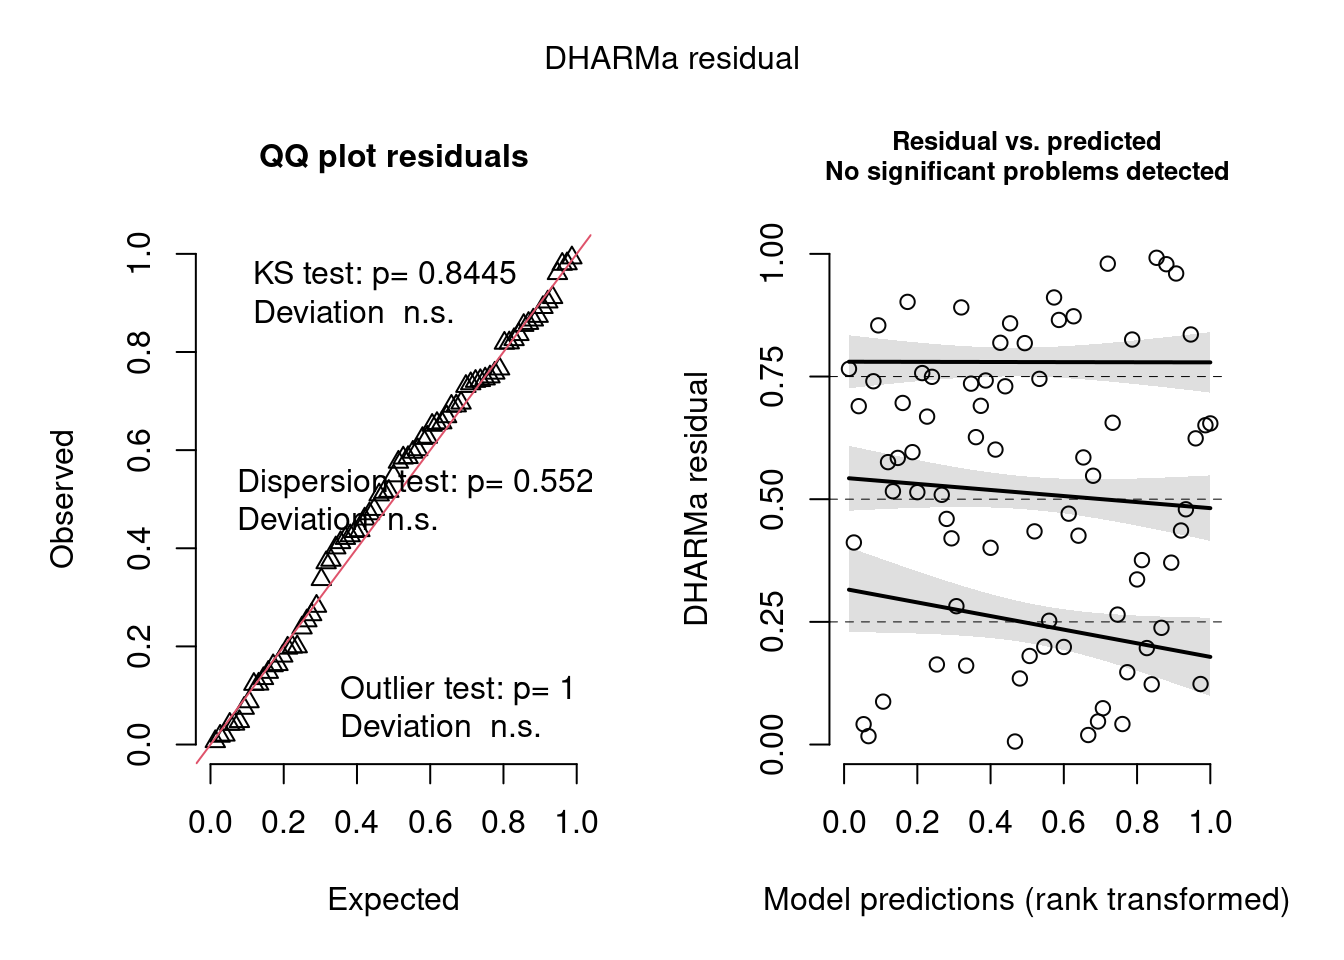 DHARMa residual
QQ plot residuals
KS test: p= 0.8445
Deviation n.s.
Dispersion test: p= 0.552
Deviation n.s.
Outlier test: p= 1
Deviation n.s.
Observed
0.0 0.2 0.4 0.6 0.8 1.0
0.0 0.2 0.4 0.6 0.8 1.0
Expected
Residual vs. predicted
No significant problems detected
DHARMa residual
0.00 0.25 0.50 0.75 1.00
0.0 0.2 0.4 0.6 0.8 1.0
Model predictions (rank transformed)